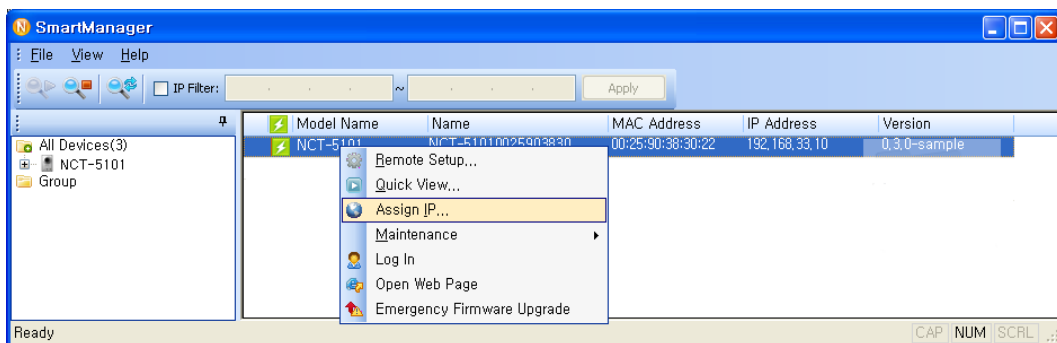 SmartManager
File View Help
IP Filter: . . . ~ . . . Apply
Model Name Name MAC Address IP Address Version
All Devices(3)
NCT-5101
Group
NCT-5101 NCT-51010025903830 00:25:90:38:30:22 192,168,33,10 0,3,0-sample
Remote Setup,,,
Quick View,,,
Assign IP,,,
Maintenance
Log In
Open Web Page
Emergency Firmware Upgrade
Ready CAP NUM SCRL